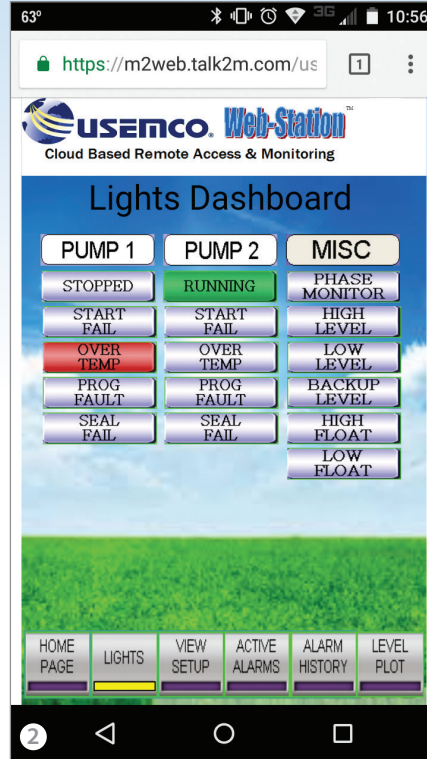 63° 3G 10:56
https://m2web.talk2m.com/us 1
USEMCO. Web-Station™
Cloud Based Remote Access & Monitoring
Lights Dashboard
PUMP 1 PUMP 2 MISC
STOPPED RUNNING PHASE
MONITOR
START
FAIL
START
FAIL
HIGH
LEVEL
OVER
TEMP
OVER
TEMP
LOW
LEVEL
PROG
FAULT
PROG
FAULT
BACKUP
LEVEL
SEAL
FAIL
SEAL
FAIL
HIGH
FLOAT
LOW
FLOAT
HOME
PAGE
LIGHTS
VIEW
SETUP
ACTIVE
ALARMS
ALARM
HISTORY
LEVEL
PLOT
2